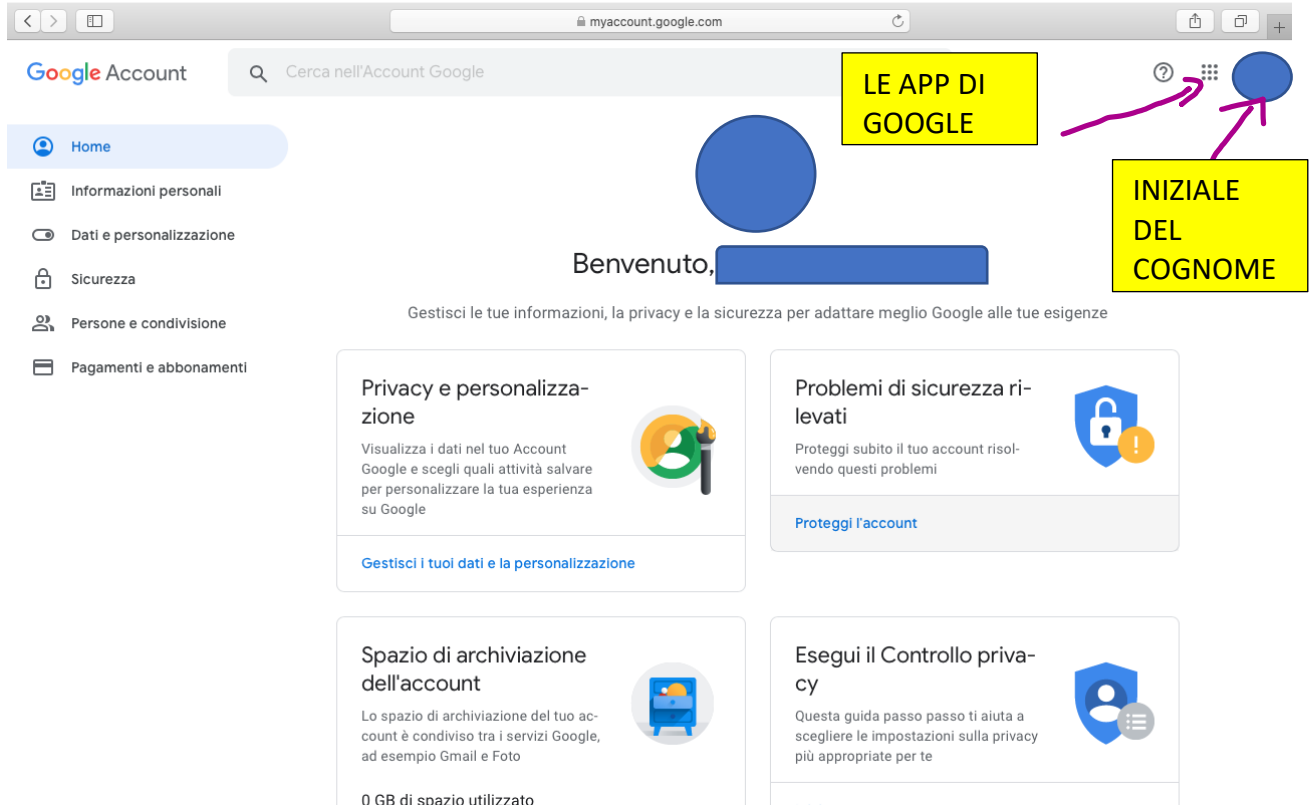 myaccount.google.com
+
Google Account
Cerca nell'Account Google
LE APP DI
GOOGLE
INIZIALE
DEL
COGNOME
Home
Informazioni personali
Dati e personalizzazione
Sicurezza
Persone e condivisione
Pagamenti e abbonamenti
Benvenuto,
Gestisci le tue informazioni, la privacy e la sicurezza per adattare meglio Google alle tue esigenze
Privacy e personalizza-
zione
Visualizza i dati nel tuo Account
Google e scegli quali attività salvare
per personalizzare la tua esperienza
su Google
Gestisci i tuoi dati e la personalizzazione
Problemi di sicurezza ri-
levati
Proteggi subito il tuo account risol-
vendo questi problemi
Proteggi l'account
Spazio di archiviazione
dell'account
Lo spazio di archiviazione del tuo ac-
count è condiviso tra i servizi Google,
ad esempio Gmail e Foto
0 GB di spazio utilizzato
Esegui il Controllo priva-
cy
Questa guida passo passo ti aiuta a
scegliere le impostazioni sulla privacy
più appropriate per te